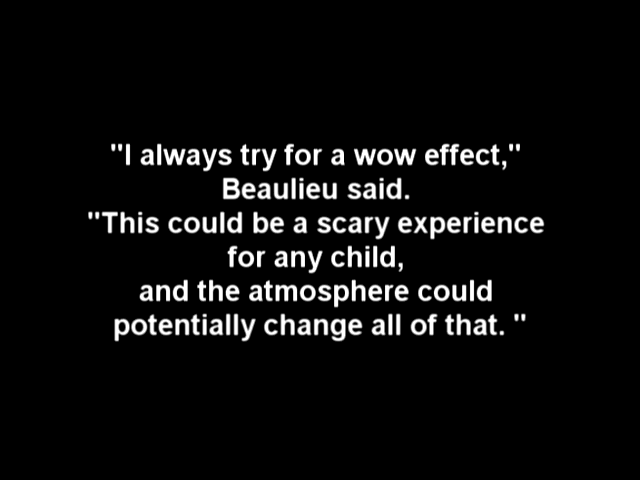 "I always try for a wow effect,"
Beaulieu said.
"This could be a scary experience
for any child,
and the atmosphere could
potentially change all of that. "